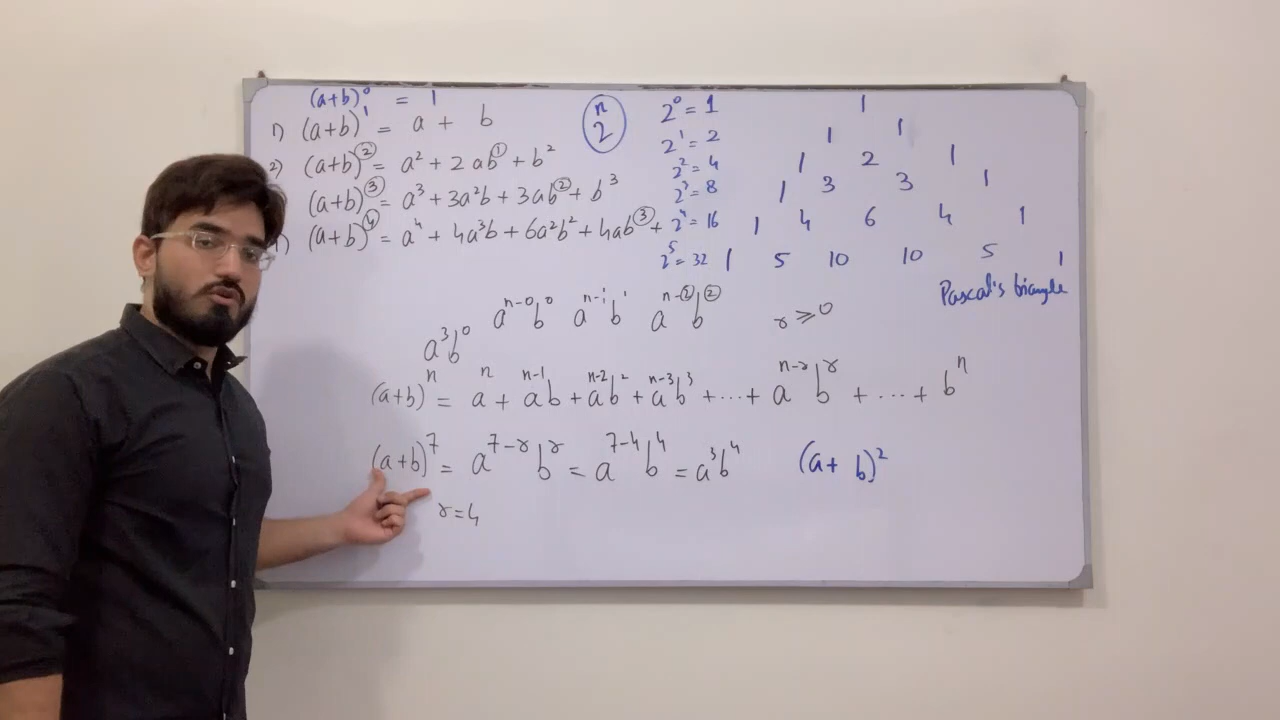 (a+b)⁰ = 1
1) (a+b)¹ = a + b
2) (a+b)² = a² + 2ab¹ + b²
(a+b)³ = a³ + 3a²b + 3ab² + b³
(a+b)⁴ = a⁴ + 4a³b + 6a²b² + 4ab³ +
2ⁿ
2⁰ = 1
2¹ = 2
2² = 4
2³ = 8
2⁴ = 16
2⁵ = 32
1
1 1
1 2 1
1 3 3 1
1 4 6 4 1
1 5 10 10 5 1
Pascal's triangle
aⁿ⁻⁰b⁰ aⁿ⁻¹b¹ aⁿ⁻²b² r ≥ 0
a³b⁰
(a+b)ⁿ = aⁿ + aⁿ⁻¹b + aⁿ⁻²b² + aⁿ⁻³b³ + ... + aⁿ⁻ʳbʳ + ... + bⁿ
(a+b)⁷ = a⁷⁻ʳbʳ = a⁷⁻⁴b⁴ = a³b⁴ (a+ b)²
r = 4